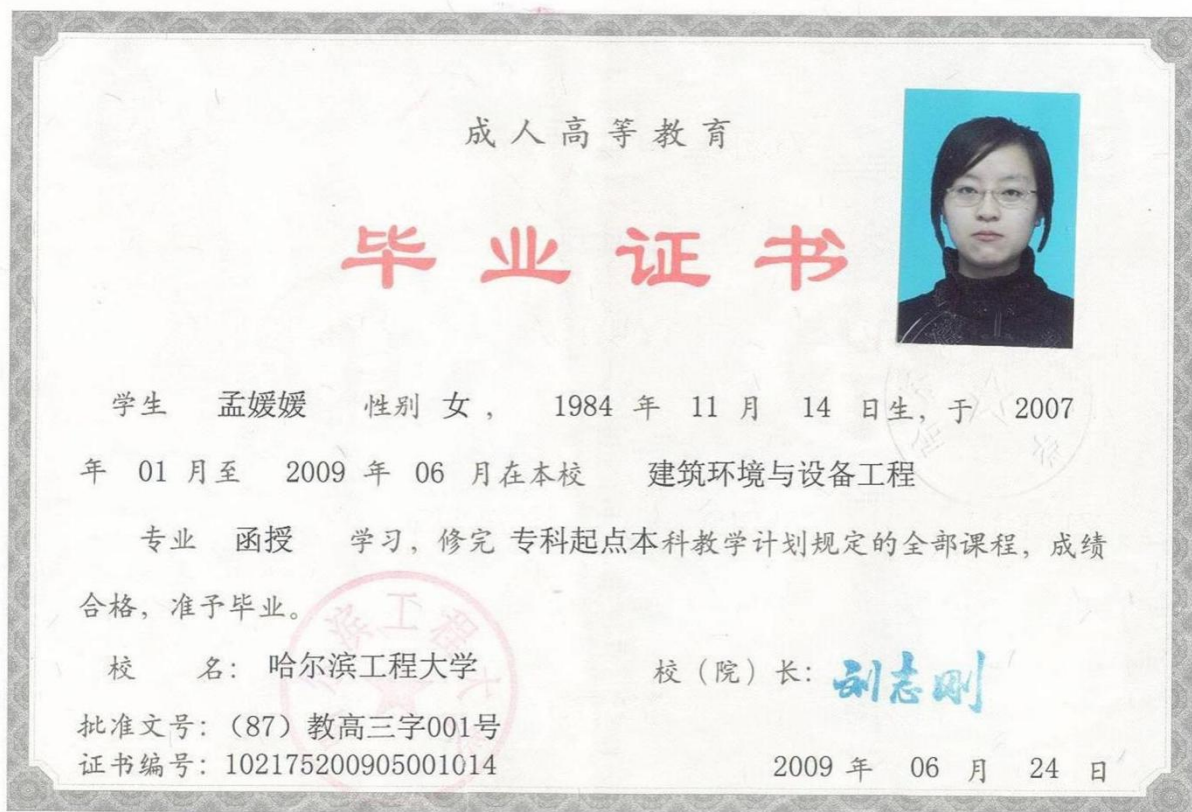 成人高等教育
毕业证书
学生 孟媛媛 性别 女， 1984 年 11 月 14 日生，于 2007
年 01 月至 2009 年 06 月在本校 建筑环境与设备工程
专业 函授 学习，修完 专科起点本科教学计划规定的全部课程，成绩
合格，准予毕业。
校 名：哈尔滨工程大学 校（院）长：刘志刚
批准文号：（87）教高三字001号
证书编号：102175200905001014 2009 年 06 月 24 日